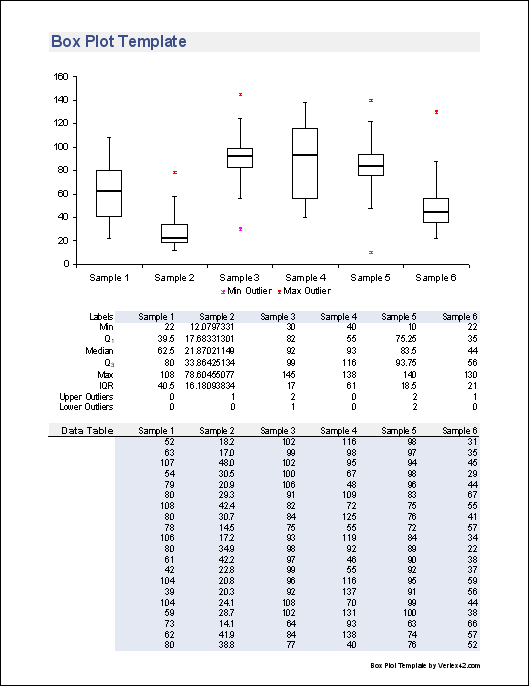 Box Plot Template
160
140
120
100
80
60
40
20
0
Sample 1 Sample 2 Sample 3 Sample 4 Sample 5 Sample 6
Min Outlier Max Outlier
Labels Sample 1 Sample 2 Sample 3 Sample 4 Sample 5 Sample 6
Min 22 12.0797331 30 40 10 22
Q1 39.5 17.68331301 82 55 75.25 35
Median 62.5 21.87021149 92 93 83.5 44
Q3 80 33.86425134 99 116 93.75 56
Max 108 78.60455077 145 138 140 130
IQR 40.5 16.18093834 17 61 18.5 21
Upper Outliers 0 1 2 0 2 1
Lower Outliers 0 0 1 0 2 0
Data Table Sample 1 Sample 2 Sample 3 Sample 4 Sample 5 Sample 6
52 18.2 102 116 98 31
63 17.0 99 98 97 35
107 48.0 102 95 94 45
54 30.5 100 67 98 29
79 20.9 106 48 96 44
80 29.3 91 109 83 67
108 42.4 82 72 75 55
80 30.7 84 125 76 41
78 14.5 75 55 72 57
106 17.2 93 119 84 34
80 34.9 98 92 89 22
61 42.2 97 46 90 38
42 22.8 99 55 92 37
104 20.8 96 116 95 59
39 20.3 92 137 91 56
104 24.1 108 70 99 44
59 28.7 102 131 100 38
73 14.1 64 93 63 66
62 41.9 84 138 74 57
80 38.8 77 40 76 52
Box Plot Template by Vertex42.com